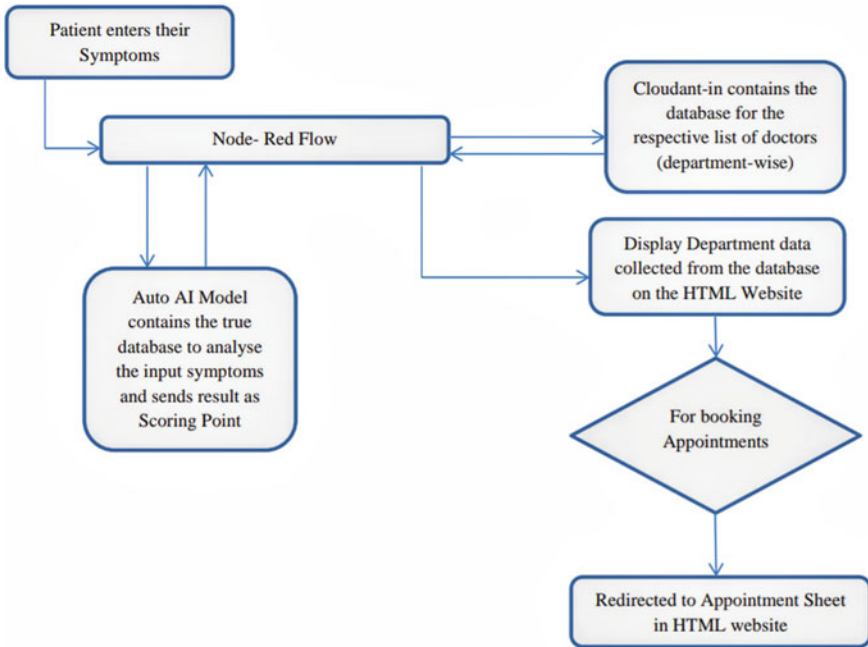 Patient enters their
Symptoms
Node- Red Flow
Cloudant-in contains the
database for the
respective list of doctors
(department-wise)
Auto AI Model
contains the true
database to analyse
the input symptoms
and sends result as
Scoring Point
Display Department data
collected from the database
on the HTML Website
For booking
Appointments
Redirected to Appointment Sheet
in HTML website